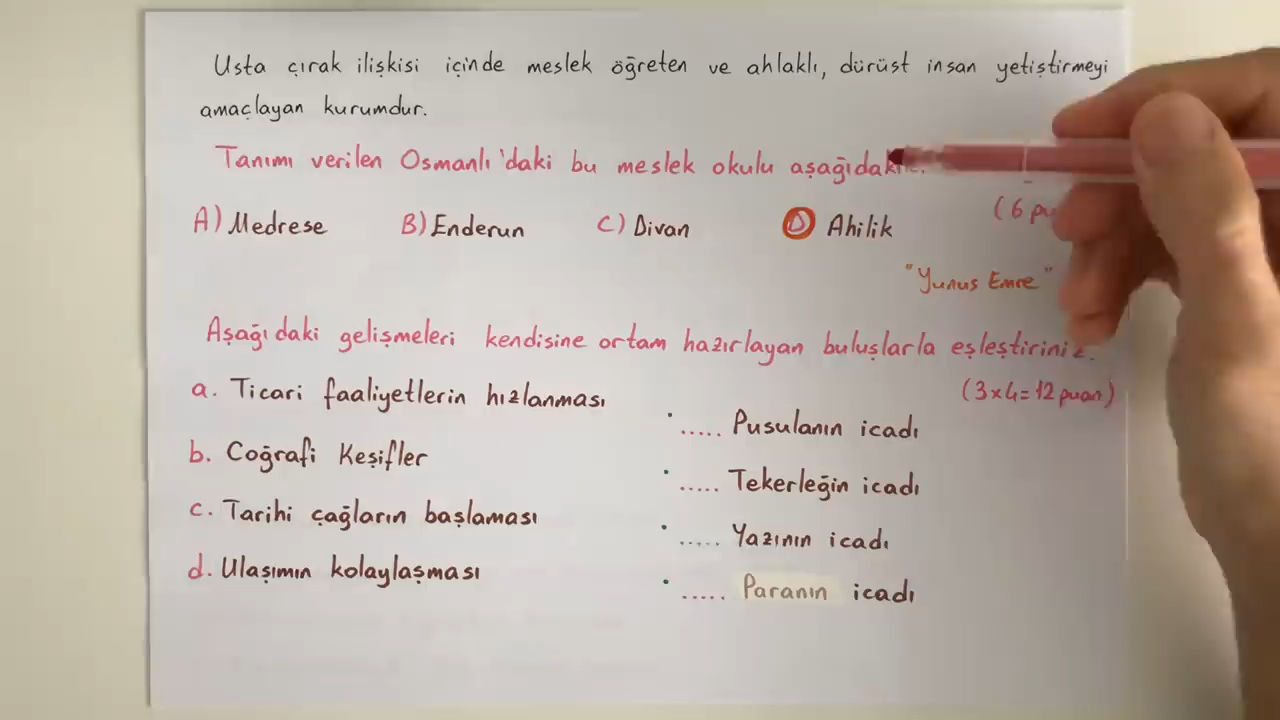 Usta çırak ilişkisi içinde meslek öğreten ve ahlaklı, dürüst insan yetiştirmeyi
amaçlayan kurumdur.
Tanımı verilen Osmanlı'daki bu meslek okulu
(6
A) Medrese B) Enderun C) Divan D Ahilik
"Yunus Emre"
Aşağıdaki gelişmeleri kendisine ortam hazırlayan buluşlarla eşleştiriniz.
(3x4=12 puan)
a. Ticari faaliyetlerin hızlanması
..... Pusulanın icadı
b. Coğrafi Keşifler
..... Tekerleğin icadı
c. Tarihi çağların başlaması
..... Yazının icadı
d. Ulaşımın kolaylaşması
..... Paranın icadı